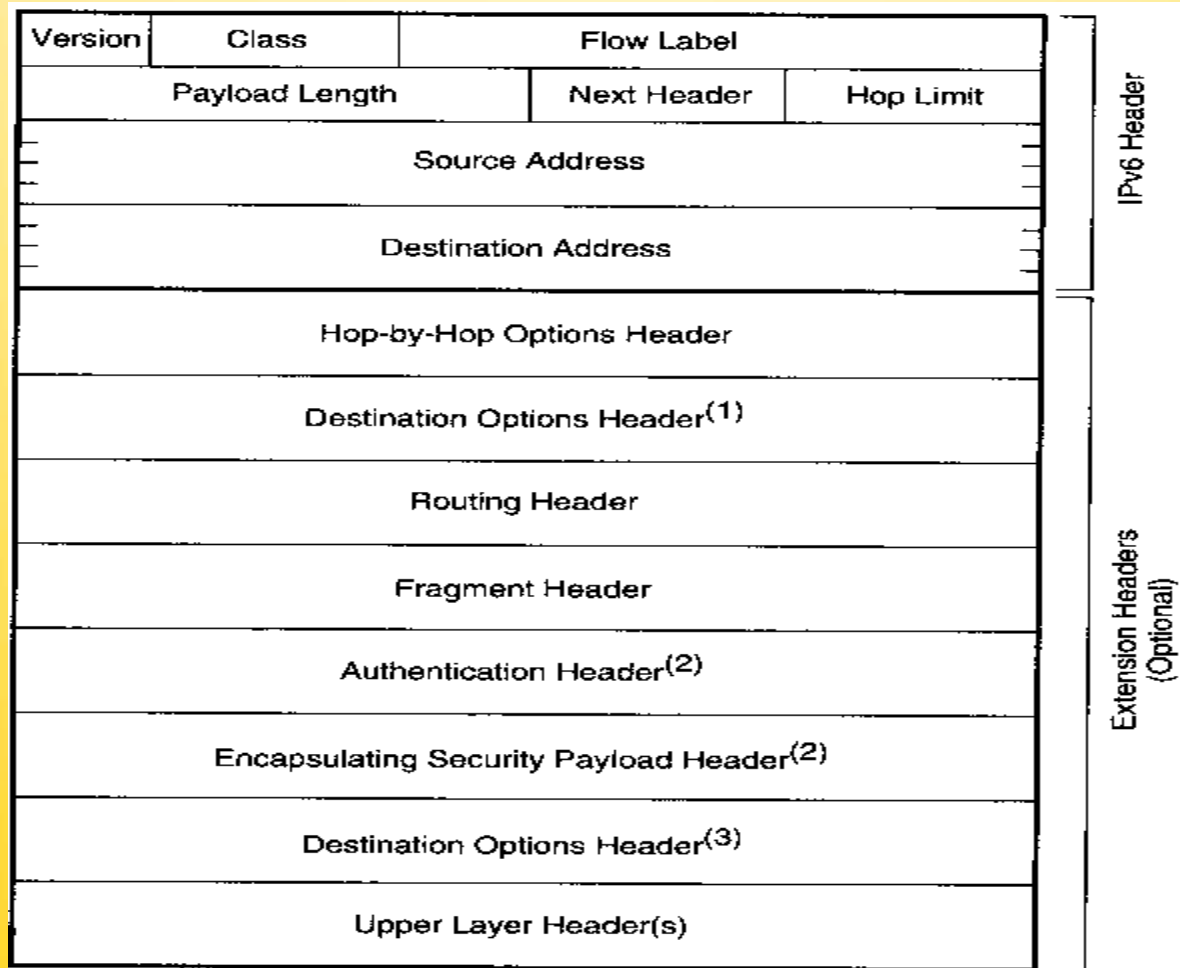 Version Class Flow Label
Payload Length Next Header Hop Limit
Source Address
Destination Address
Hop-by-Hop Options Header
Destination Options Header(1)
Routing Header
Fragment Header
Authentication Header(2)
Encapsulating Security Payload Header(2)
Destination Options Header(3)
Upper Layer Header(s)
IPv6 Header
Extension Headers
(Optional)